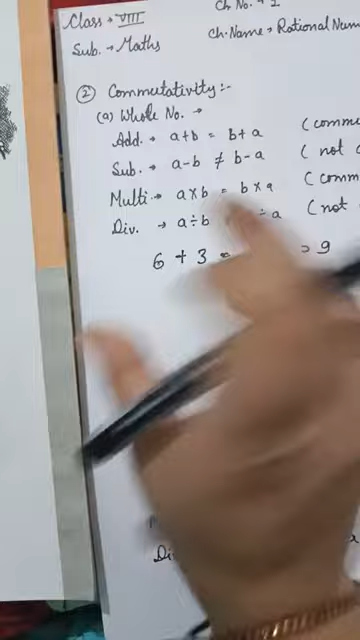 Class → VIII
Ch No. → 1
Sub. → Maths
Ch. Name → Rational Num
② Commutativity :-
(a) Whole No. →
Add. → a+b = b+a (commu
Sub. → a-b ≠ b-a ( not
Multi → a×b = b×a (comm
Div. → a÷b ÷a (not
6 + 3 = 9